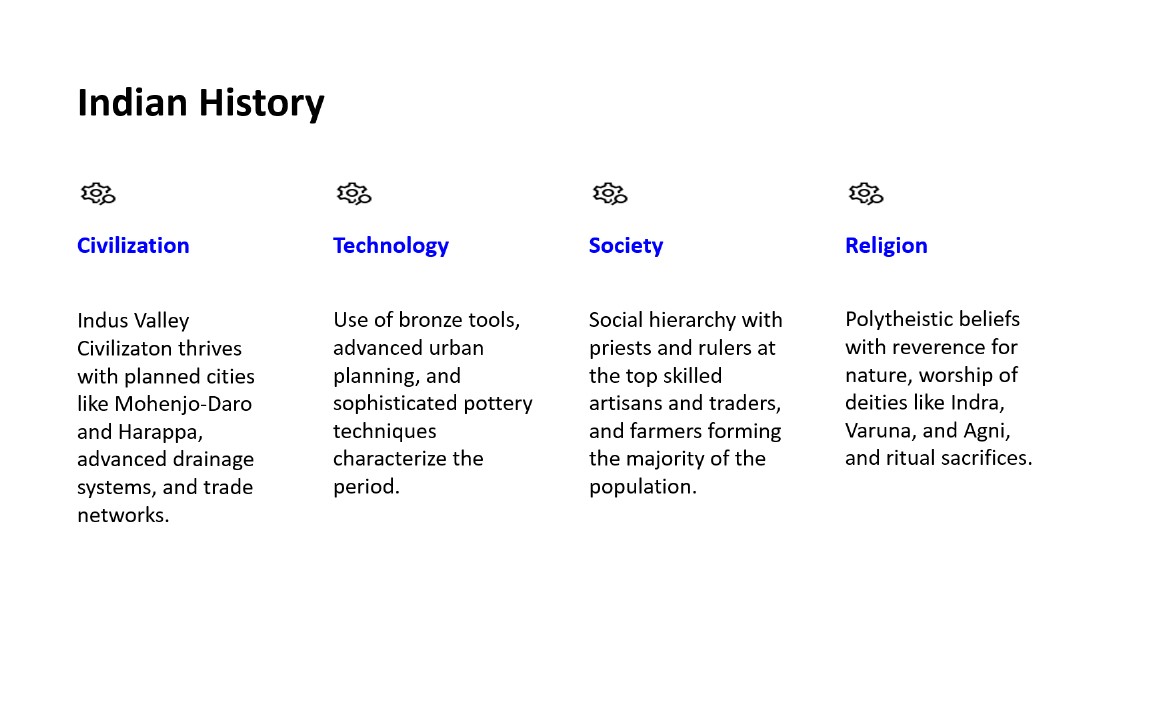 Indian History
Civilization
Indus Valley
Civilizaton thrives
with planned cities
like Mohenjo-Daro
and Harappa,
advanced drainage
systems, and trade
networks.
Technology
Use of bronze tools,
advanced urban
planning, and
sophisticated pottery
techniques
characterize the
period.
Society
Social hierarchy with
priests and rulers at
the top skilled
artisans and traders,
and farmers forming
the majority of the
population.
Religion
Polytheistic beliefs
with reverence for
nature, worship of
deities like Indra,
Varuna, and Agni,
and ritual sacrifices.